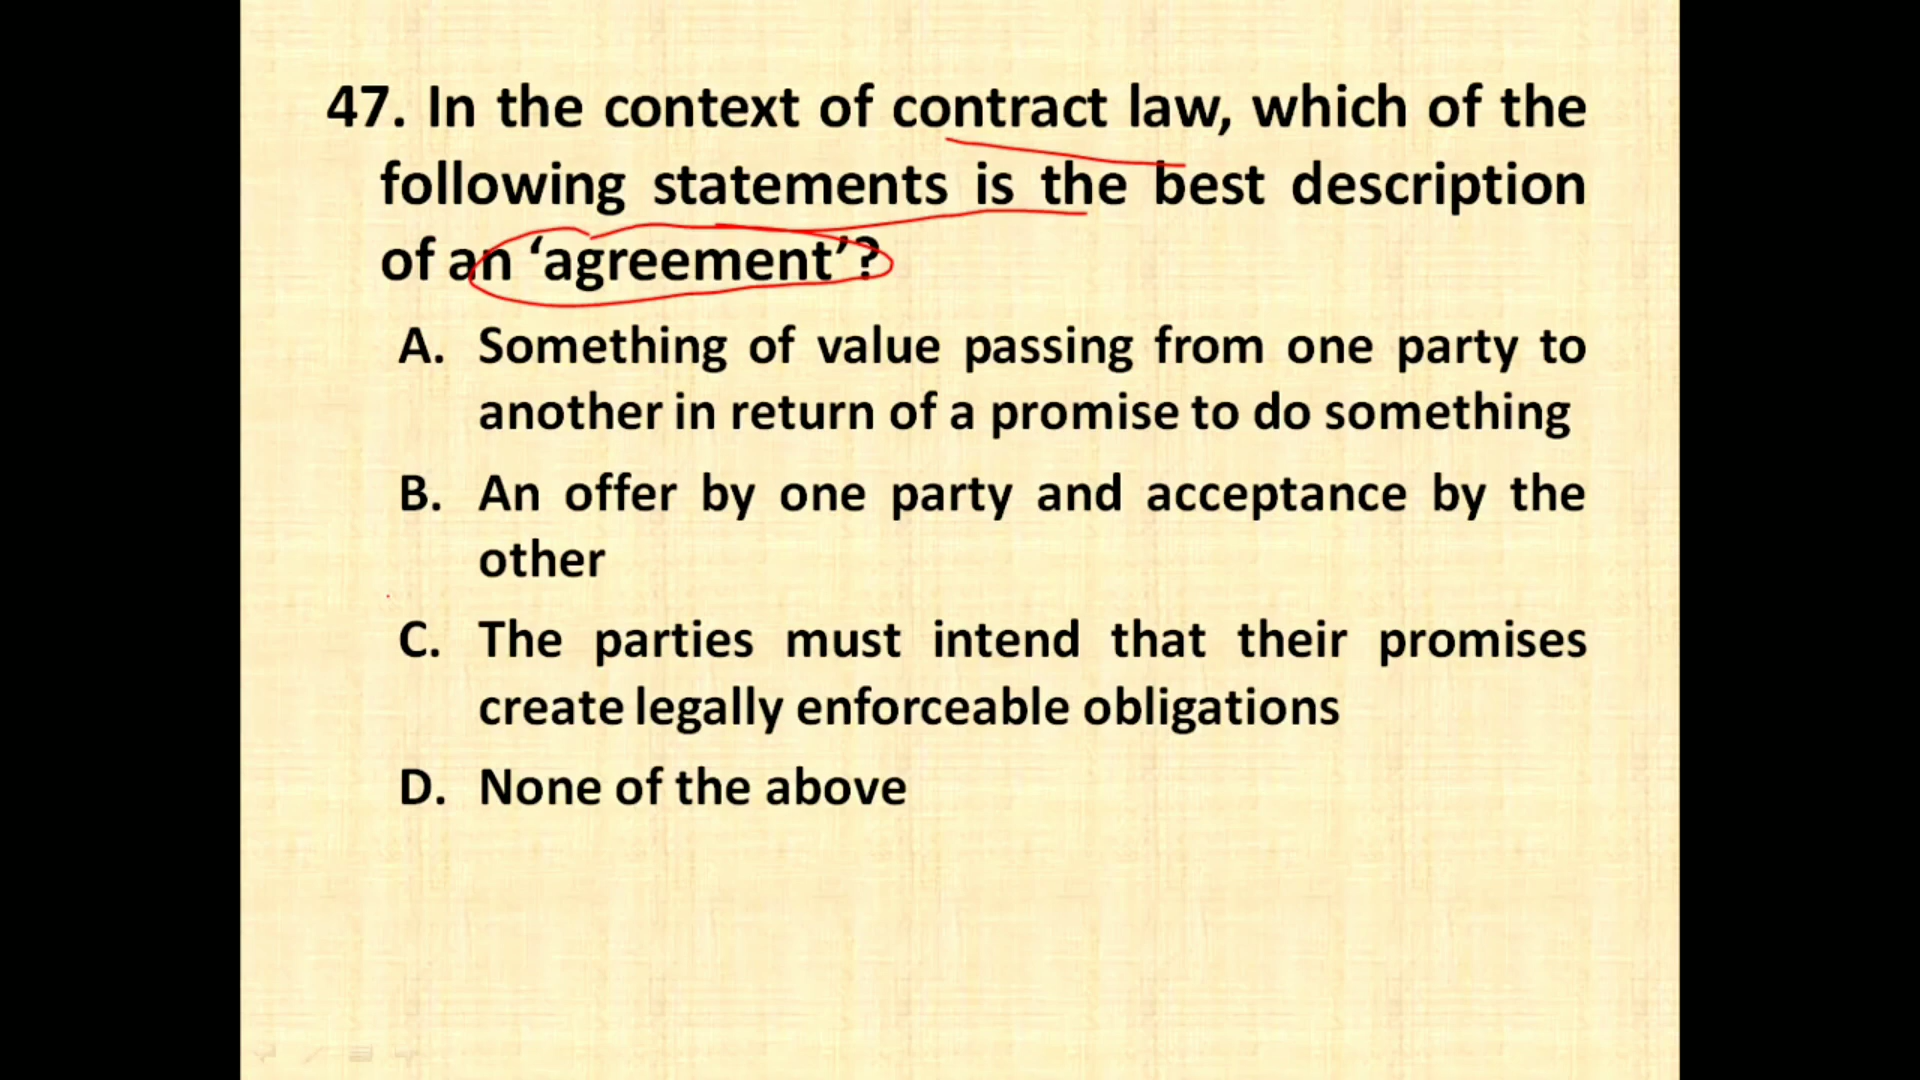 47. In the context of contract law, which of the
following statements is the best description
of an ‘agreement’?
A. Something of value passing from one party to
another in return of a promise to do something
B. An offer by one party and acceptance by the
other
C. The parties must intend that their promises
create legally enforceable obligations
D. None of the above